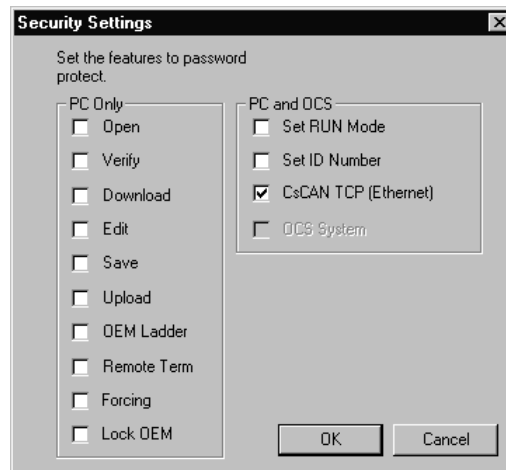 Security Settings
Set the features to password
protect.
PC Only
Open
Verify
Download
Edit
Save
Upload
OEM Ladder
Remote Term
Forcing
Lock OEM
PC and OCS
Set RUN Mode
Set ID Number
CsCAN TCP (Ethernet)
OCS System
OK
Cancel